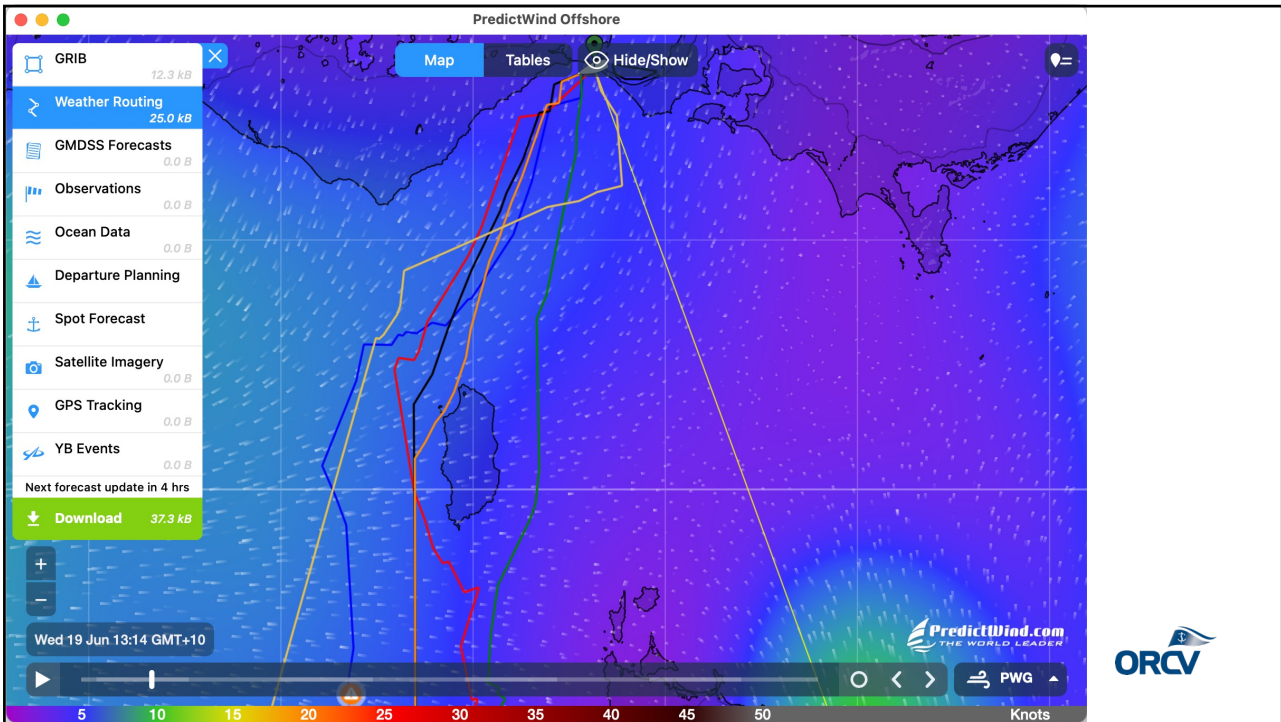 PredictWind Offshore
GRIB
12.3 kB
Weather Routing
25.0 kB
GMDSS Forecasts
0.0 B
Observations
0.0 B
Ocean Data
0.0 B
Departure Planning
Spot Forecast
Satellite Imagery
0.0 B
GPS Tracking
0.0 B
YB Events
0.0 B
Next forecast update in 4 hrs
Download 37.3 kB
Map Tables Hide/Show
+
−
Wed 19 Jun 13:14 GMT+10
PredictWind.com
THE WORLD LEADER
PWG
5 10 15 20 25 30 35 40 45 50 Knots
ORCV